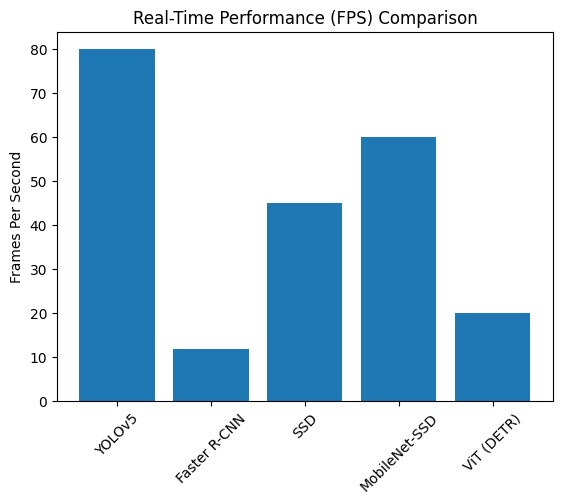 Real-Time Performance (FPS) Comparison
Frames Per Second
80
70
60
50
40
30
20
10
0
YOLOv5
Faster R-CNN
SSD
MobileNet-SSD
ViT (DETR)